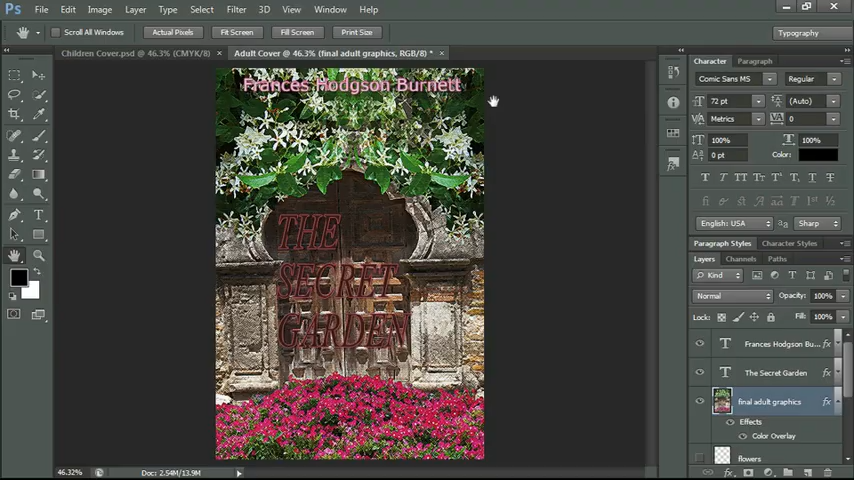 Ps File Edit Image Layer Type Select Filter 3D View Window Help
Scroll All Windows Actual Pixels Fit Screen Fill Screen Print Size Typography
Children Cover.psd @ 46.3% (CMYK/8) × Adult Cover @ 46.3% (final adult graphics, RGB/8) * ×
Frances Hodgson Burnett
THE
SECRET
GARDEN
Character Paragraph
Comic Sans MS Regular
72 pt (Auto)
Metrics 0
100% 100%
0 pt Color:
English: USA Sharp
Paragraph Styles Character Styles
Layers Channels Paths
Kind
Normal Opacity: 100%
Lock: Fill: 100%
Frances Hodgson Bu... fx
The Secret Garden
final adult graphics fx
Effects
Color Overlay
flowers
46.32% Doc: 2.54M/13.9M